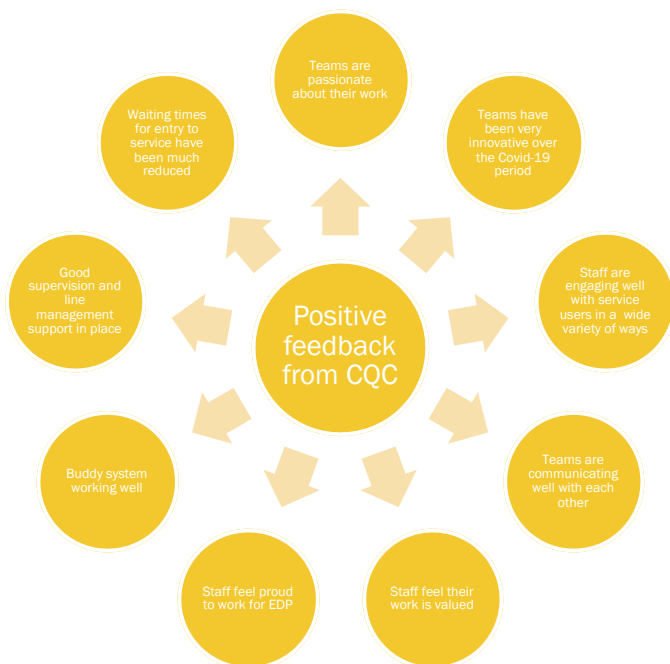 Positive
feedback
from CQC
Teams are
passionate
about their work
Teams have
been very
innovative over
the Covid-19
period
Staff are
engaging well
with service
users in a wide
variety of ways
Teams are
communicating
well with each
other
Staff feel their
work is valued
Staff feel proud
to work for EDP
Buddy system
working well
Good
supervision and
line
management
support in place
Waiting times
for entry to
service have
been much
reduced